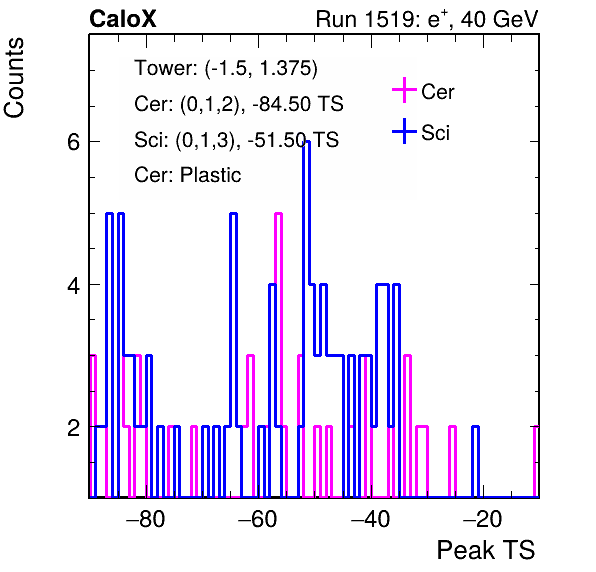 CaloX Run 1519: e+, 40 GeV
Counts
Tower: (-1.5, 1.375)
Cer: (0,1,2), -84.50 TS
Sci: (0,1,3), -51.50 TS
Cer: Plastic
Cer
Sci
6
4
2
−80 −60 −40 −20
Peak TS